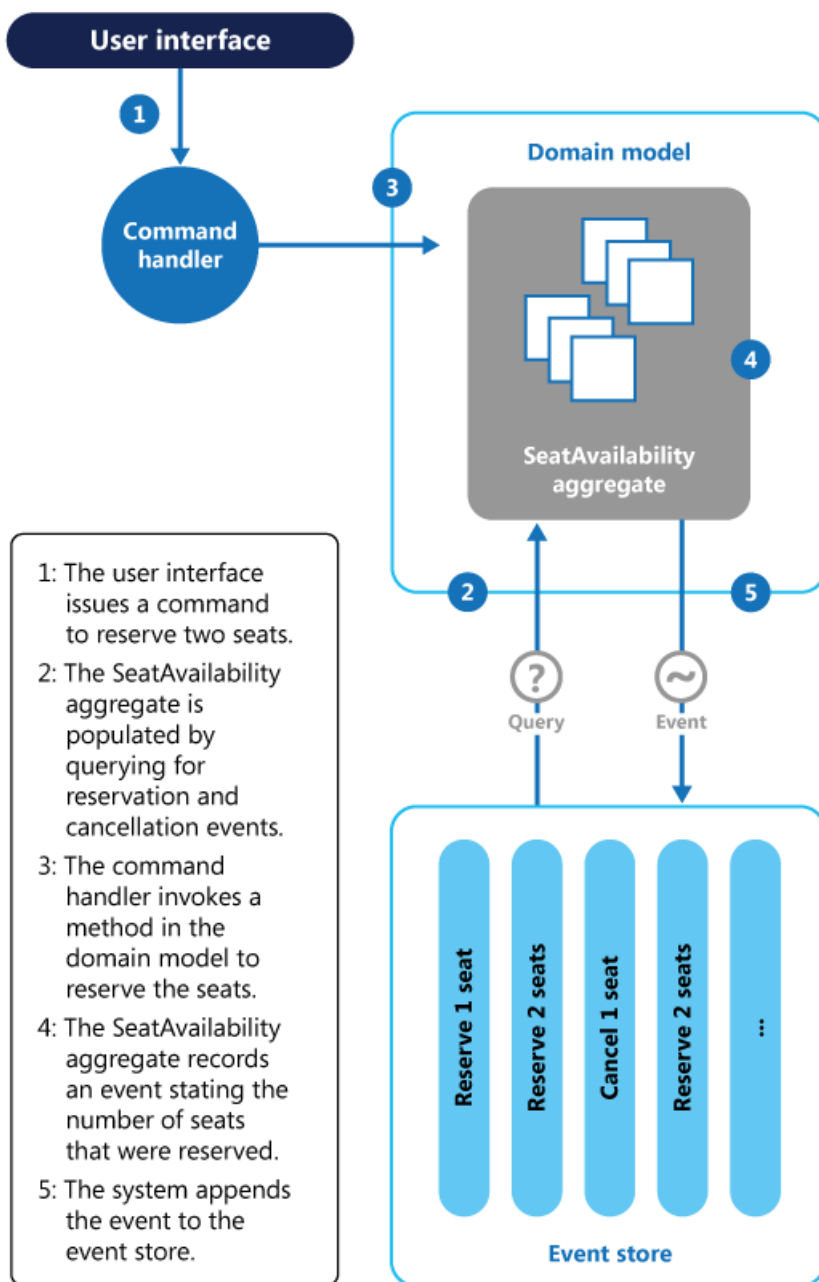 User interface
1
Command
handler
3
Domain model
4
SeatAvailability
aggregate
2
5
?
Query
~
Event
1: The user interface
issues a command
to reserve two seats.
2: The SeatAvailability
aggregate is
populated by
querying for
reservation and
cancellation events.
3: The command
handler invokes a
method in the
domain model to
reserve the seats.
4: The SeatAvailability
aggregate records
an event stating the
number of seats
that were reserved.
5: The system appends
the event to the
event store.
Reserve 1 seat
Reserve 2 seats
Cancel 1 seat
Reserve 2 seats
...
Event store